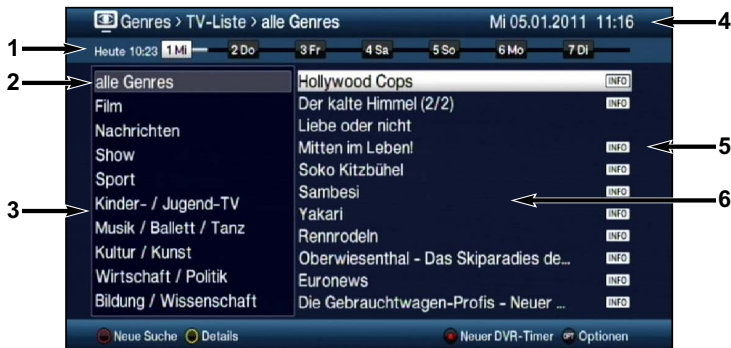 Genres > TV-Liste > alle Genres Mi 05.01.2011 11:16 4
1 Heute 10:23 1 Mi 2 Do 3 Fr 4 Sa 5 So 6 Mo 7 DI
2 alle Genres
Film
Nachrichten
Show
Sport
3 Kinder- / Jugend-TV
Musik / Ballett / Tanz
Kultur / Kunst
Wirtschaft / Politik
Bildung / Wissenschaft
Hollywood Cops INFO
Der kalte Himmel (2/2) INFO
Liebe oder nicht
Mitten im Leben! INFO 5
Soko Kitzbühel INFO
Sambesi INFO 6
Yakari INFO
Rennrodeln INFO
Oberwiesenthal - Das Skiparadies de... INFO
Euronews INFO
Die Gebrauchtwagen-Profis - Neuer ... INFO
Neue Suche Details Neuer DVR-Timer OPT Optionen